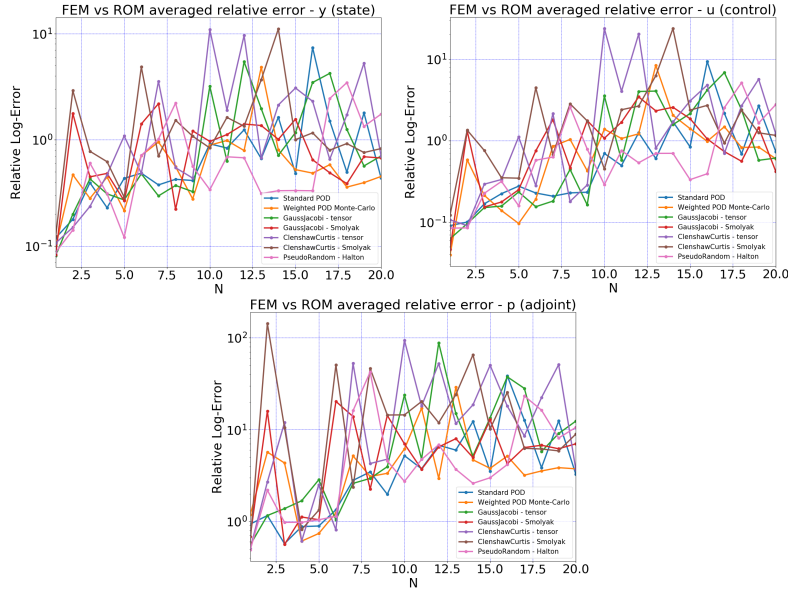 FEM vs ROM averaged relative error - y (state)
Relative Log-Error
10¹
10⁰
10⁻¹
Standard POD
Weighted POD Monte-Carlo
GaussJacobi - tensor
GaussJacobi - Smolyak
ClenshawCurtis - tensor
ClenshawCurtis - Smolyak
PseudoRandom - Halton
2.5 5.0 7.5 10.0 12.5 15.0 17.5 20.0
N
FEM vs ROM averaged relative error - u (control)
Relative Log-Error
10¹
10⁰
10⁻¹
Standard POD
Weighted POD Monte-Carlo
GaussJacobi - tensor
GaussJacobi - Smolyak
ClenshawCurtis - tensor
ClenshawCurtis - Smolyak
PseudoRandom - Halton
2.5 5.0 7.5 10.0 12.5 15.0 17.5 20.0
N
FEM vs ROM averaged relative error - p (adjoint)
Relative Log-Error
10²
10¹
10⁰
Standard POD
Weighted POD Monte-Carlo
GaussJacobi - tensor
GaussJacobi - Smolyak
ClenshawCurtis - tensor
ClenshawCurtis - Smolyak
PseudoRandom - Halton
2.5 5.0 7.5 10.0 12.5 15.0 17.5 20.0
N